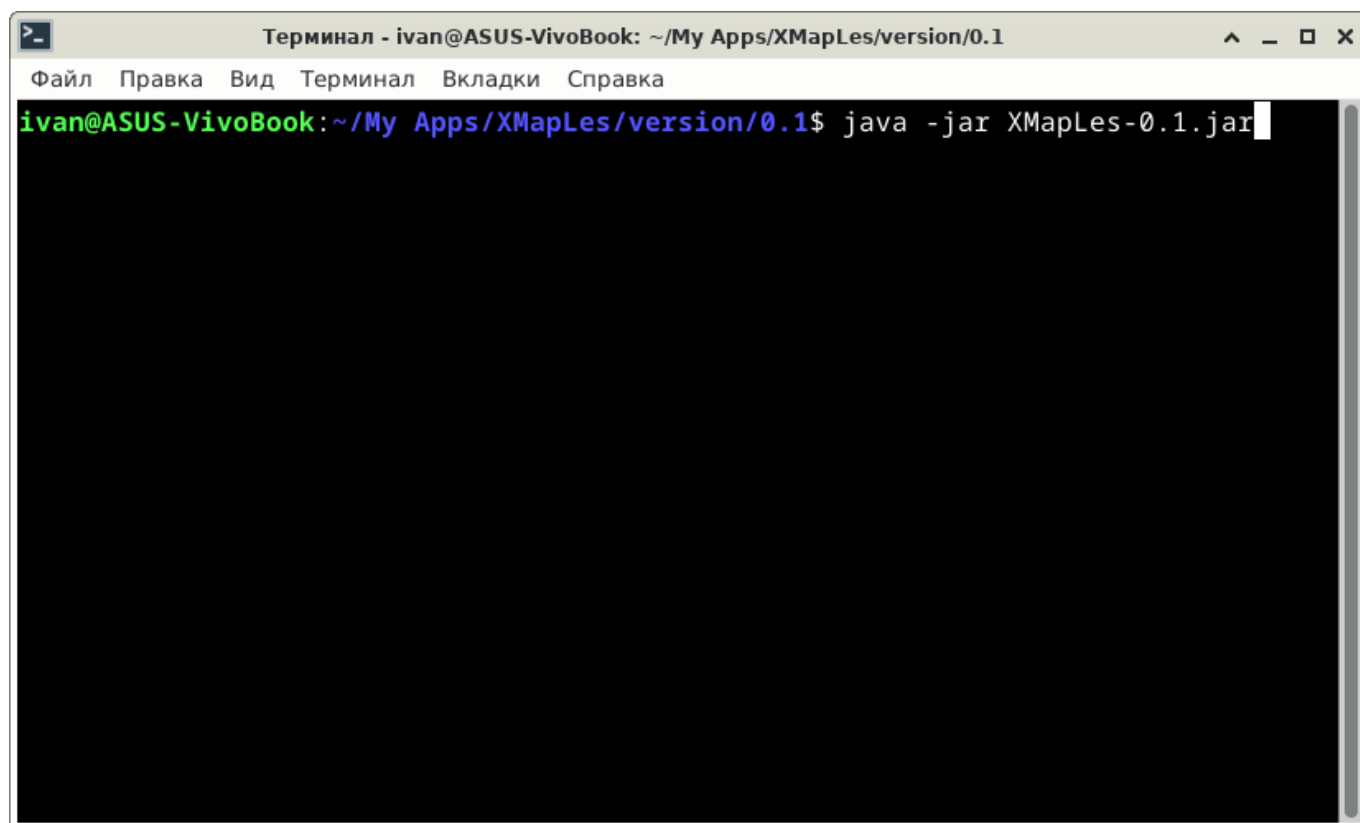 Терминал - ivan@ASUS-VivoBook: ~/My Apps/XMapLes/version/0.1
Файл Правка Вид Терминал Вкладки Справка
ivan@ASUS-VivoBook:~/My Apps/XMapLes/version/0.1$ java -jar XMapLes-0.1.jar